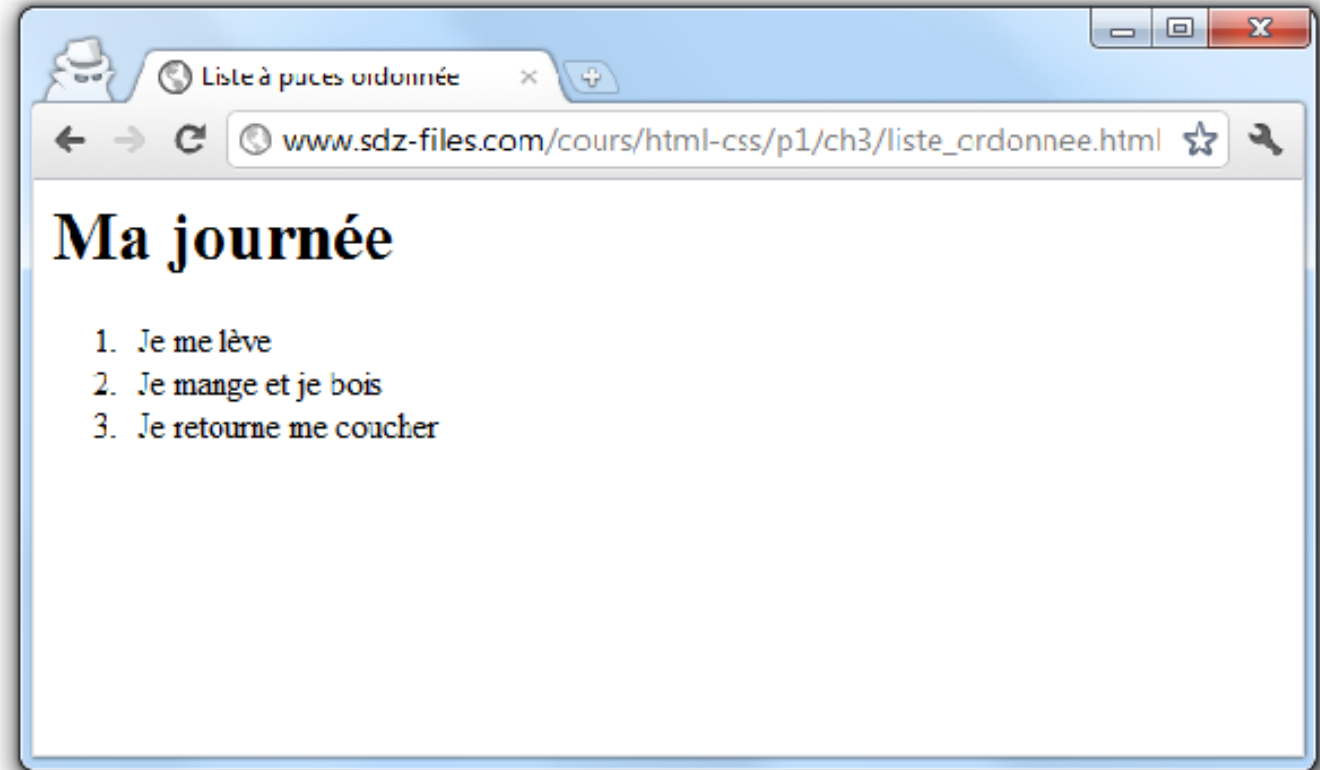 Liste à puces ordonnée
www.sdz-files.com/cours/html-css/p1/ch3/liste_ordonnee.html
Ma journée
1. Je me lève
2. Je mange et je bois
3. Je retourne me coucher